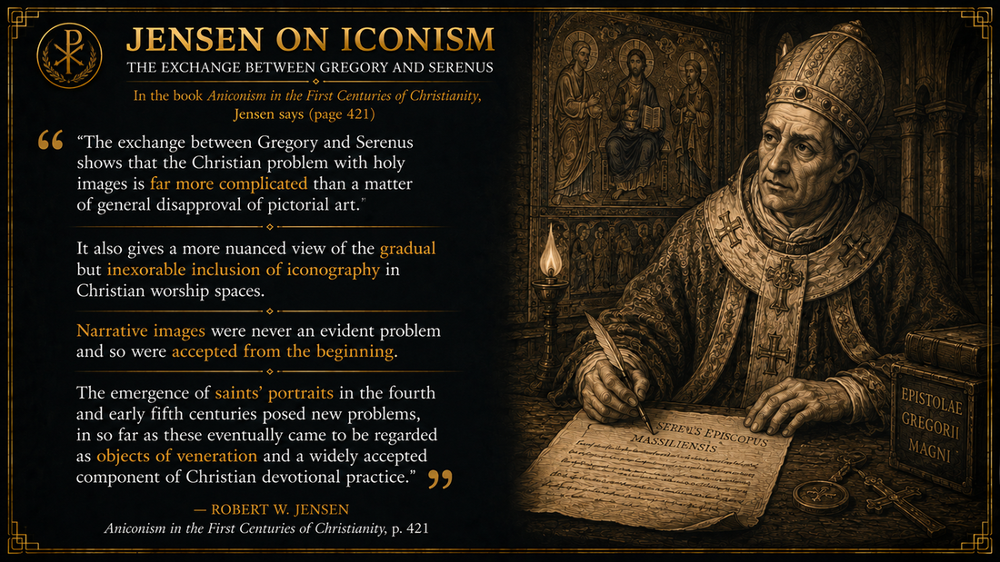 JENSEN ON ICONISM
THE EXCHANGE BETWEEN GREGORY AND SERENUS
In the book Aniconism in the First Centuries of Christianity,
Jensen says (page 421)
“The exchange between Gregory and Serenus
shows that the Christian problem with holy
images is far more complicated than a matter
of general disapproval of pictorial art.”
It also gives a more nuanced view of the gradual
but inexorable inclusion of iconography in
Christian worship spaces.
Narrative images were never an evident problem
and so were accepted from the beginning.
The emergence of saints’ portraits in the fourth
and early fifth centuries posed new problems,
in so far as these eventually came to be regarded
as objects of veneration and a widely accepted
component of Christian devotional practice.”
— ROBERT W. JENSEN
Aniconism in the First Centuries of Christianity, p. 421
EPISCOPUS
MASSILIENSIS
EPISTOLAE
GREGORII
MAGNI